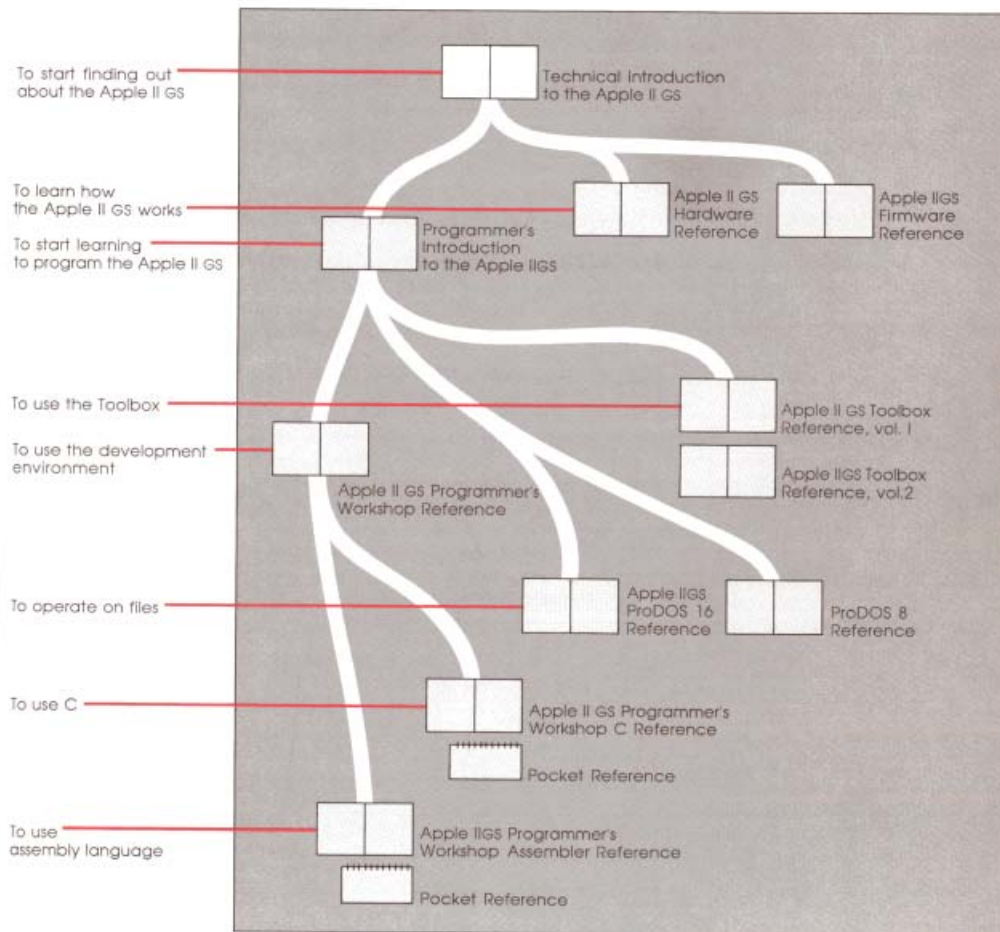 To start finding out
about the Apple II GS
Technical Introduction
to the Apple II GS
To learn how
the Apple II GS works
Apple II GS
Hardware
Reference
Apple IIGS
Firmware
Reference
To start learning
to program the Apple II GS
Programmer's
Introduction
to the Apple IIGS
To use the Toolbox
Apple II GS Toolbox
Reference, vol. 1
To use the development
environment
Apple II GS Programmer's
Workshop Reference
Apple IIGS Toolbox
Reference, vol.2
To operate on files
Apple IIGS
ProDOS 16
Reference
ProDOS 8
Reference
To use C
Apple II GS Programmer's
Workshop C Reference
Pocket Reference
To use
assembly language
Apple IIGS Programmer's
Workshop Assembler Reference
Pocket Reference